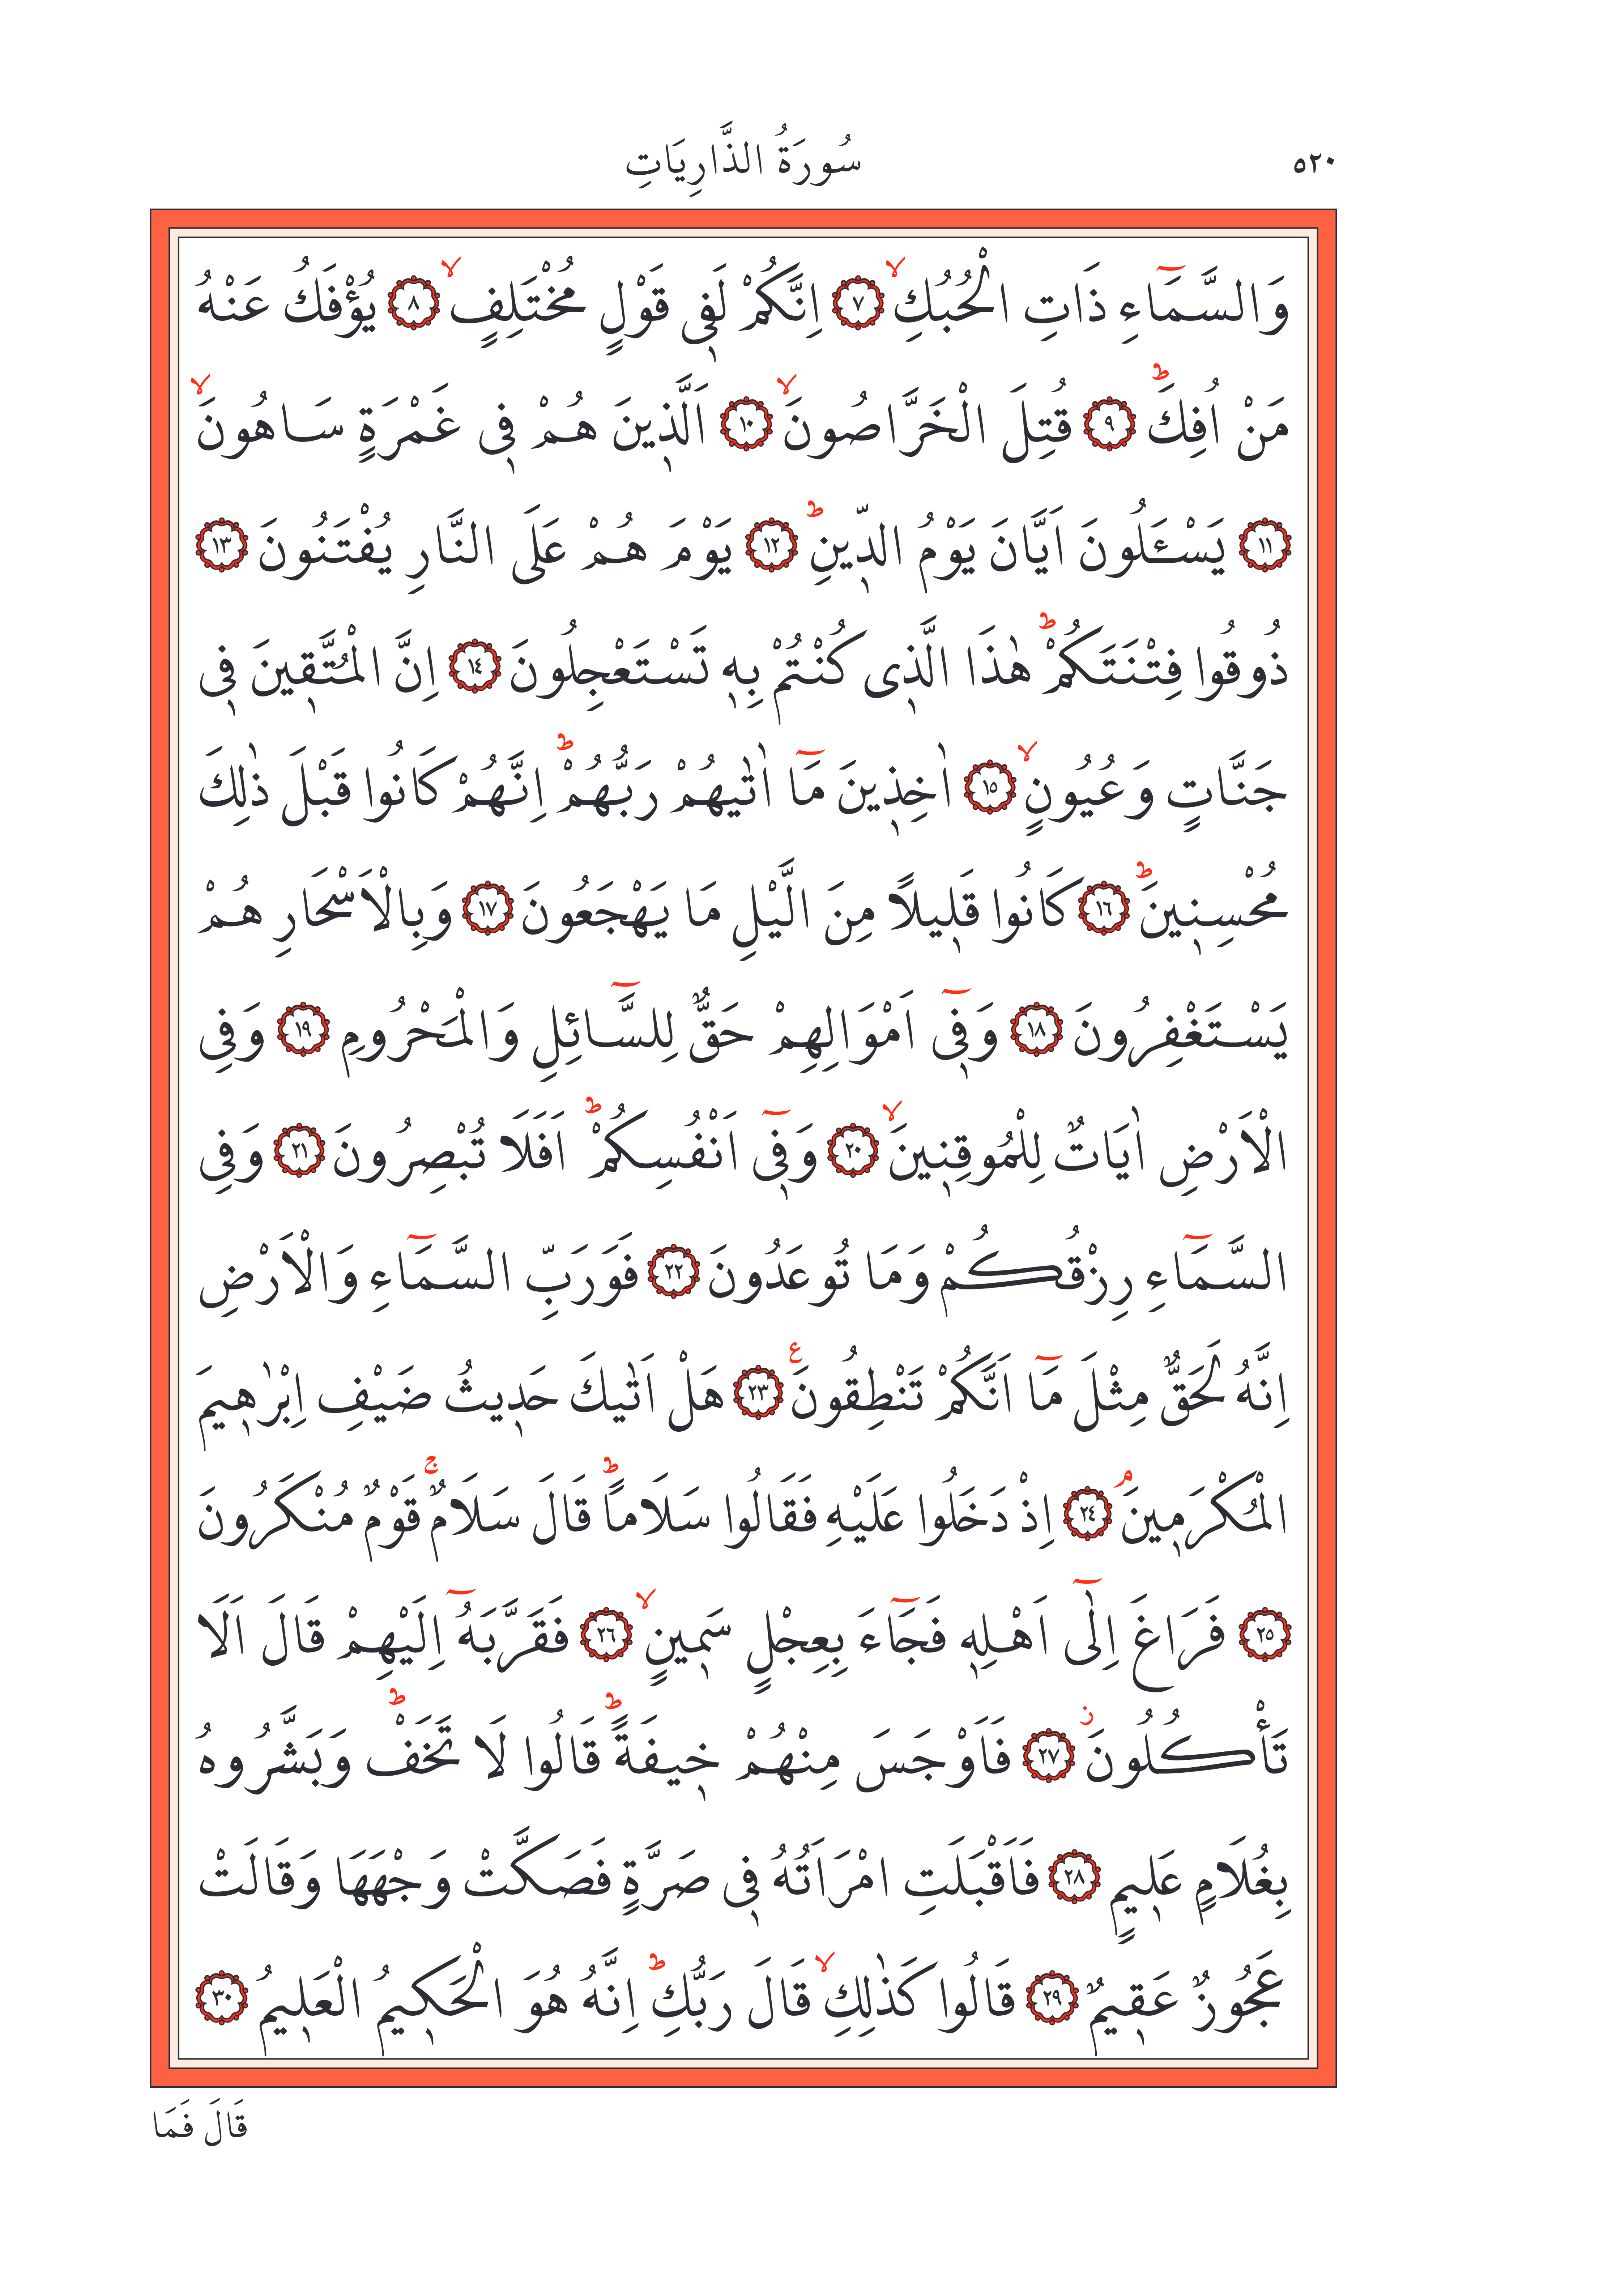 ٥٢٠
سُورَةُ الذَّارِيَاتِ
وَالسَّمَٓاءِ ذَاتِ الْحُبُكِۙ ﴿٧﴾ اِنَّكُمْ لَف۪ى قَوْلٍ مُخْتَلِفٍۙ ﴿٨﴾ يُؤْفَكُ عَنْهُ
مَنْ اُفِكَۜ ﴿٩﴾ قُتِلَ الْخَرَّاصُونَۙ ﴿١٠﴾ اَلَّذ۪ينَ هُمْ ف۪ى غَمْرَةٍ سَاهُونَۙ
﴿١١﴾ يَسْـَٔلُونَ اَيَّانَ يَوْمُ الدّ۪ينِۜ ﴿١٢﴾ يَوْمَ هُمْ عَلَى النَّارِ يُفْتَنُونَ ﴿١٣﴾
ذُوقُوا فِتْنَتَكُمْۜ هٰذَا الَّذ۪ى كُنْتُمْ بِه۪ تَسْتَعْجِلُونَ ﴿١٤﴾ اِنَّ الْمُتَّق۪ينَ ف۪ى
جَنَّاتٍ وَعُيُونٍۙ ﴿١٥﴾ اٰخِذ۪ينَ مَٓا اٰتٰيهُمْ رَبُّهُمْۜ اِنَّهُمْ كَانُوا قَبْلَ ذٰلِكَ
مُحْسِن۪ينَۜ ﴿١٦﴾ كَانُوا قَل۪يلًا مِنَ الَّيْلِ مَا يَهْجَعُونَ ﴿١٧﴾ وَبِالْاَسْحَارِ هُمْ
يَسْتَغْفِرُونَ ﴿١٨﴾ وَف۪ٓى اَمْوَالِهِمْ حَقٌّ لِلسَّٓائِلِ وَالْمَحْرُومِ ﴿١٩﴾ وَفِى
الْاَرْضِ اٰيَاتٌ لِلْمُوقِن۪ينَۙ ﴿٢٠﴾ وَف۪ٓى اَنْفُسِكُمْۜ اَفَلَا تُبْصِرُونَ ﴿٢١﴾ وَفِى
السَّمَٓاءِ رِزْقُكُمْ وَمَا تُوعَدُونَ ﴿٢٢﴾ فَوَرَبِّ السَّمَٓاءِ وَالْاَرْضِ
اِنَّهُ لَحَقٌّ مِثْلَ مَٓا اَنَّكُمْ تَنْطِقُونَ۟ ﴿٢٣﴾ هَلْ اَتٰيكَ حَد۪يثُ ضَيْفِ اِبْرٰه۪يمَ
الْمُكْرَم۪ينَۢ ﴿٢٤﴾ اِذْ دَخَلُوا عَلَيْهِ فَقَالُوا سَلَامًاۜ قَالَ سَلَامٌۚ قَوْمٌ مُنْكَرُونَ
﴿٢٥﴾ فَرَاغَ اِلٰٓى اَهْلِه۪ فَجَٓاءَ بِعِجْلٍ سَم۪ينٍۙ ﴿٢٦﴾ فَقَرَّبَهُٓ اِلَيْهِمْ قَالَ اَلَا
تَأْكُلُونَۘ ﴿٢٧﴾ فَاَوْجَسَ مِنْهُمْ خ۪يفَةًۜ قَالُوا لَا تَخَفْۜ وَبَشَّرُوهُ
بِغُلَامٍ عَل۪يمٍ ﴿٢٨﴾ فَاَقْبَلَتِ امْرَاَتُهُ ف۪ى صَرَّةٍ فَصَكَّتْ وَجْهَهَا وَقَالَتْ
عَجُوزٌ عَق۪يمٌ ﴿٢٩﴾ قَالُوا كَذٰلِكِۙ قَالَ رَبُّكِۜ اِنَّهُ هُوَ الْحَك۪يمُ الْعَل۪يمُ ﴿٣٠﴾
قَالَ فَمَا